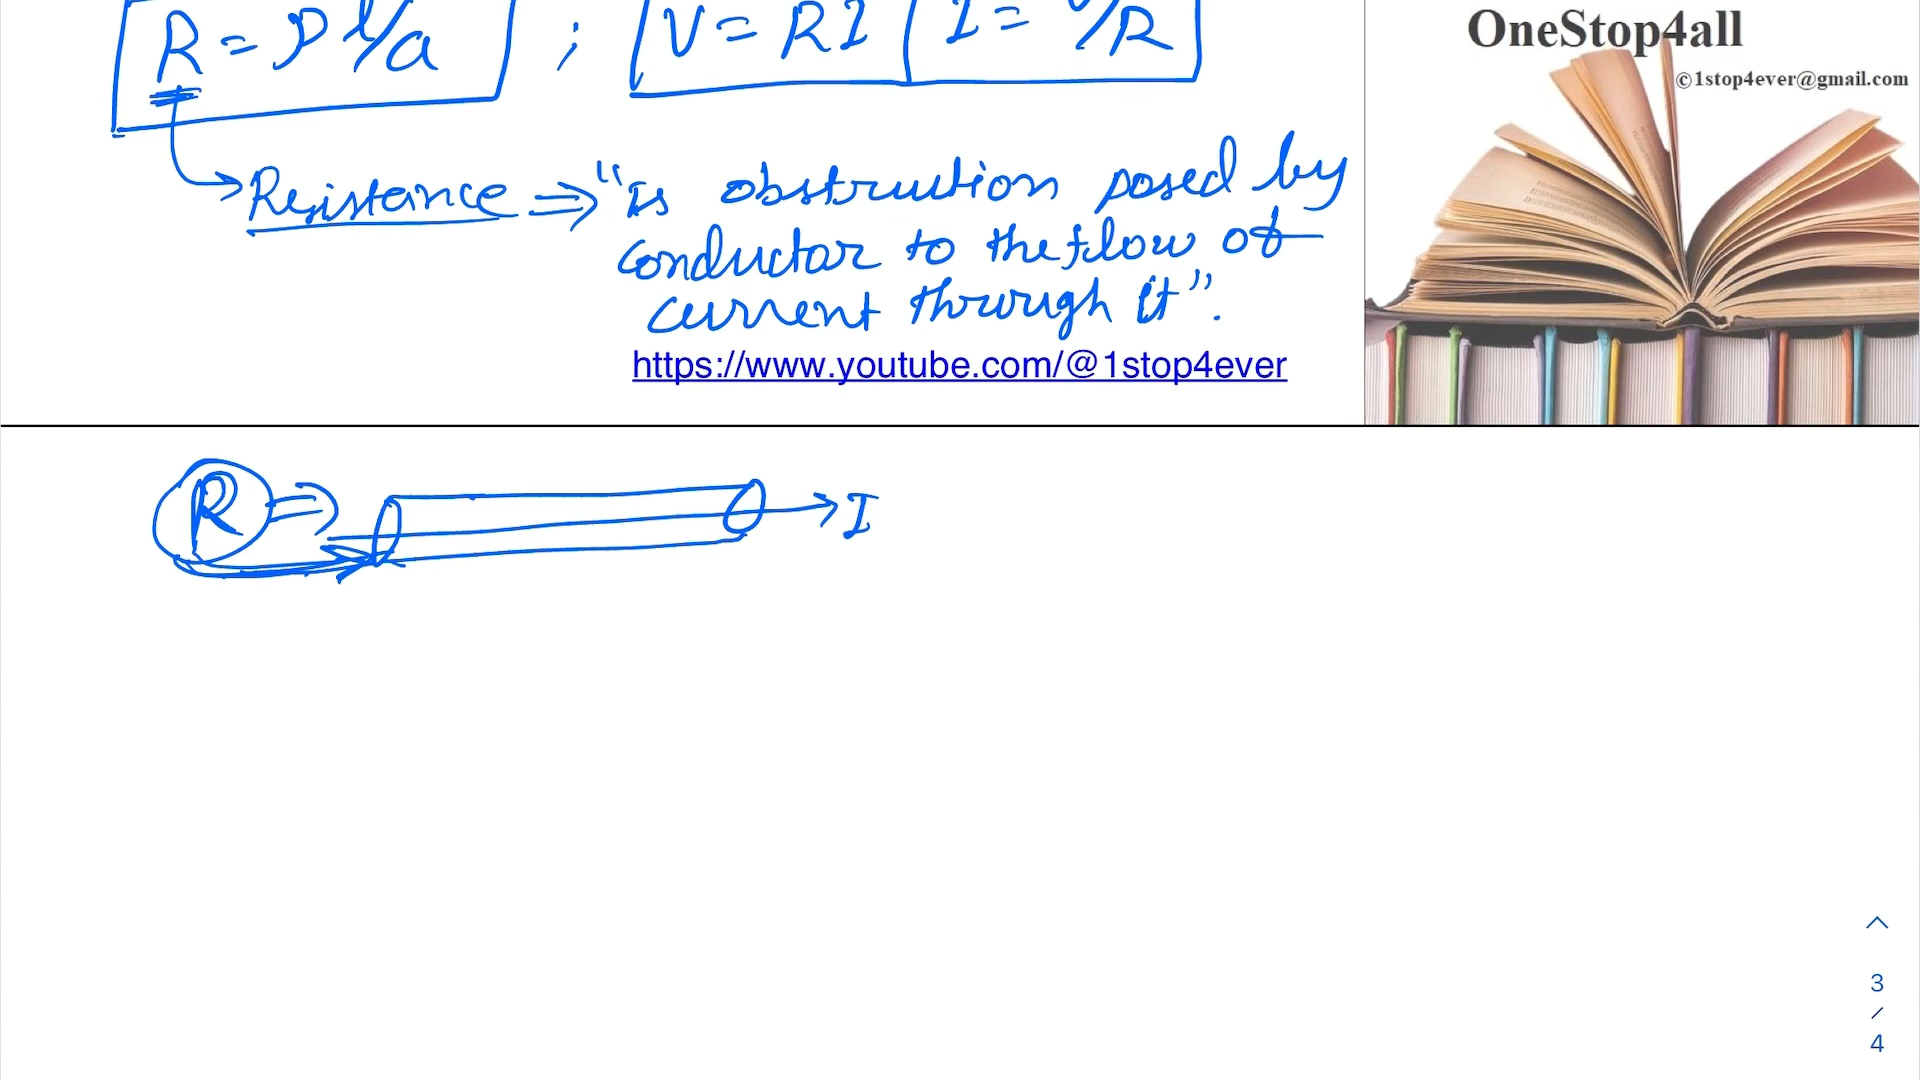 R = ρ l/a ; V = RI I = V/R
OneStop4all
©1stop4ever@gmail.com
Resistance ⇒ "Is obstruction posed by
conductor to the flow of
current through it".
https://www.youtube.com/@1stop4ever
R ⇒ → I
3
/
4